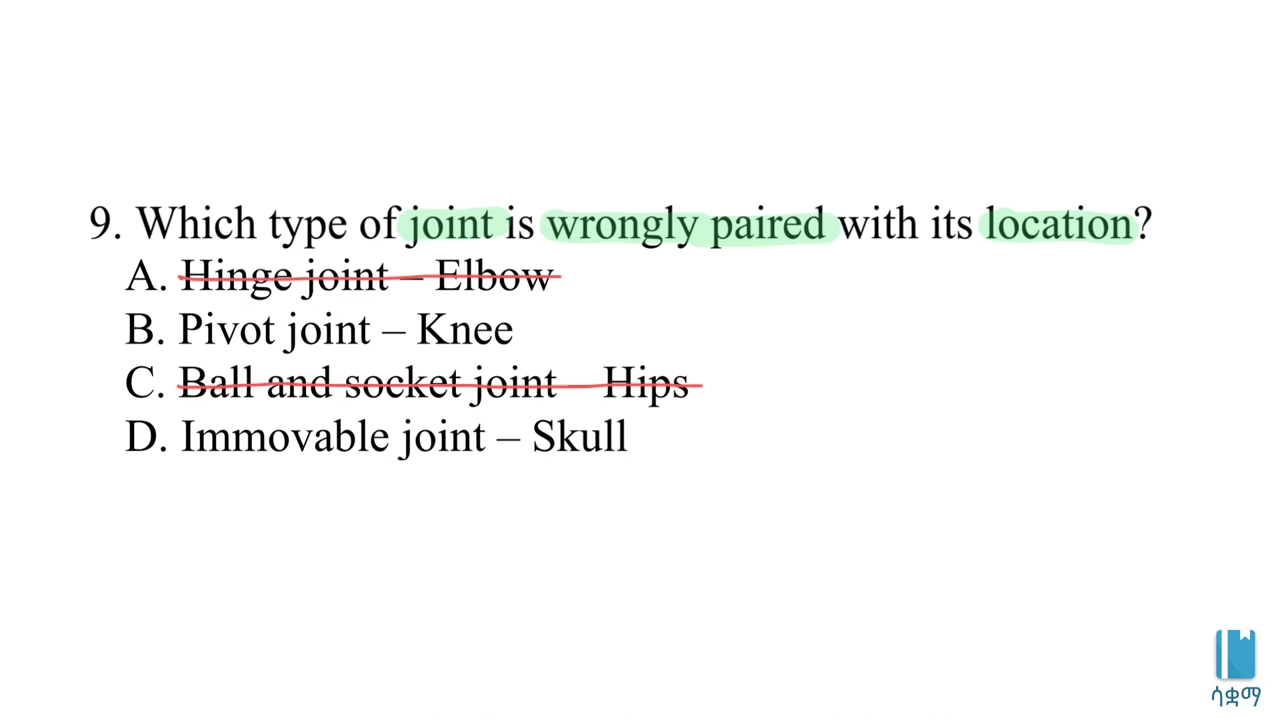 9. Which type of joint is wrongly paired with its location?
A. Hinge joint – Elbow
B. Pivot joint – Knee
C. Ball and socket joint – Hips
D. Immovable joint – Skull
ሳቋማ